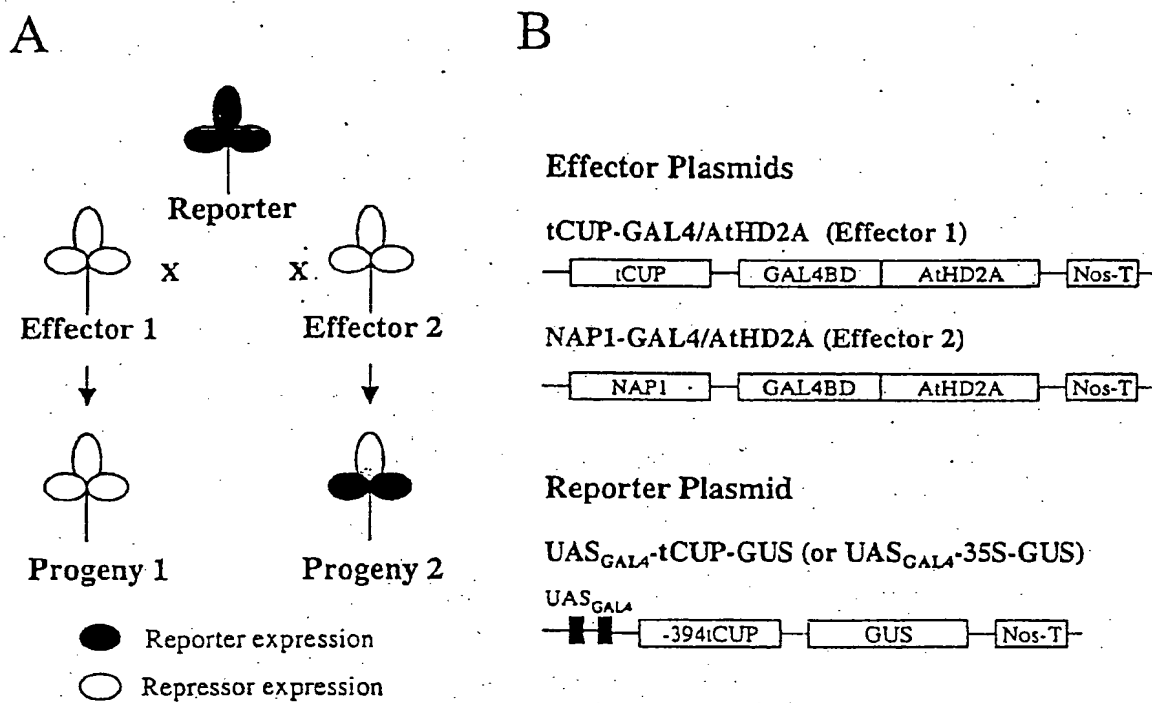 A
Reporter
X
X
Effector 1
Effector 2
Progeny 1
Progeny 2
Reporter expression
Repressor expression
B
Effector Plasmids
tCUP-GAL4/AtHD2A (Effector 1)
tCUP GAL4BD AtHD2A Nos-T
NAP1-GAL4/AtHD2A (Effector 2)
NAP1 GAL4BD AtHD2A Nos-T
Reporter Plasmid
UASGAL4-tCUP-GUS (or UASGAL4-35S-GUS)
UASGAL4
-394tCUP GUS Nos-T